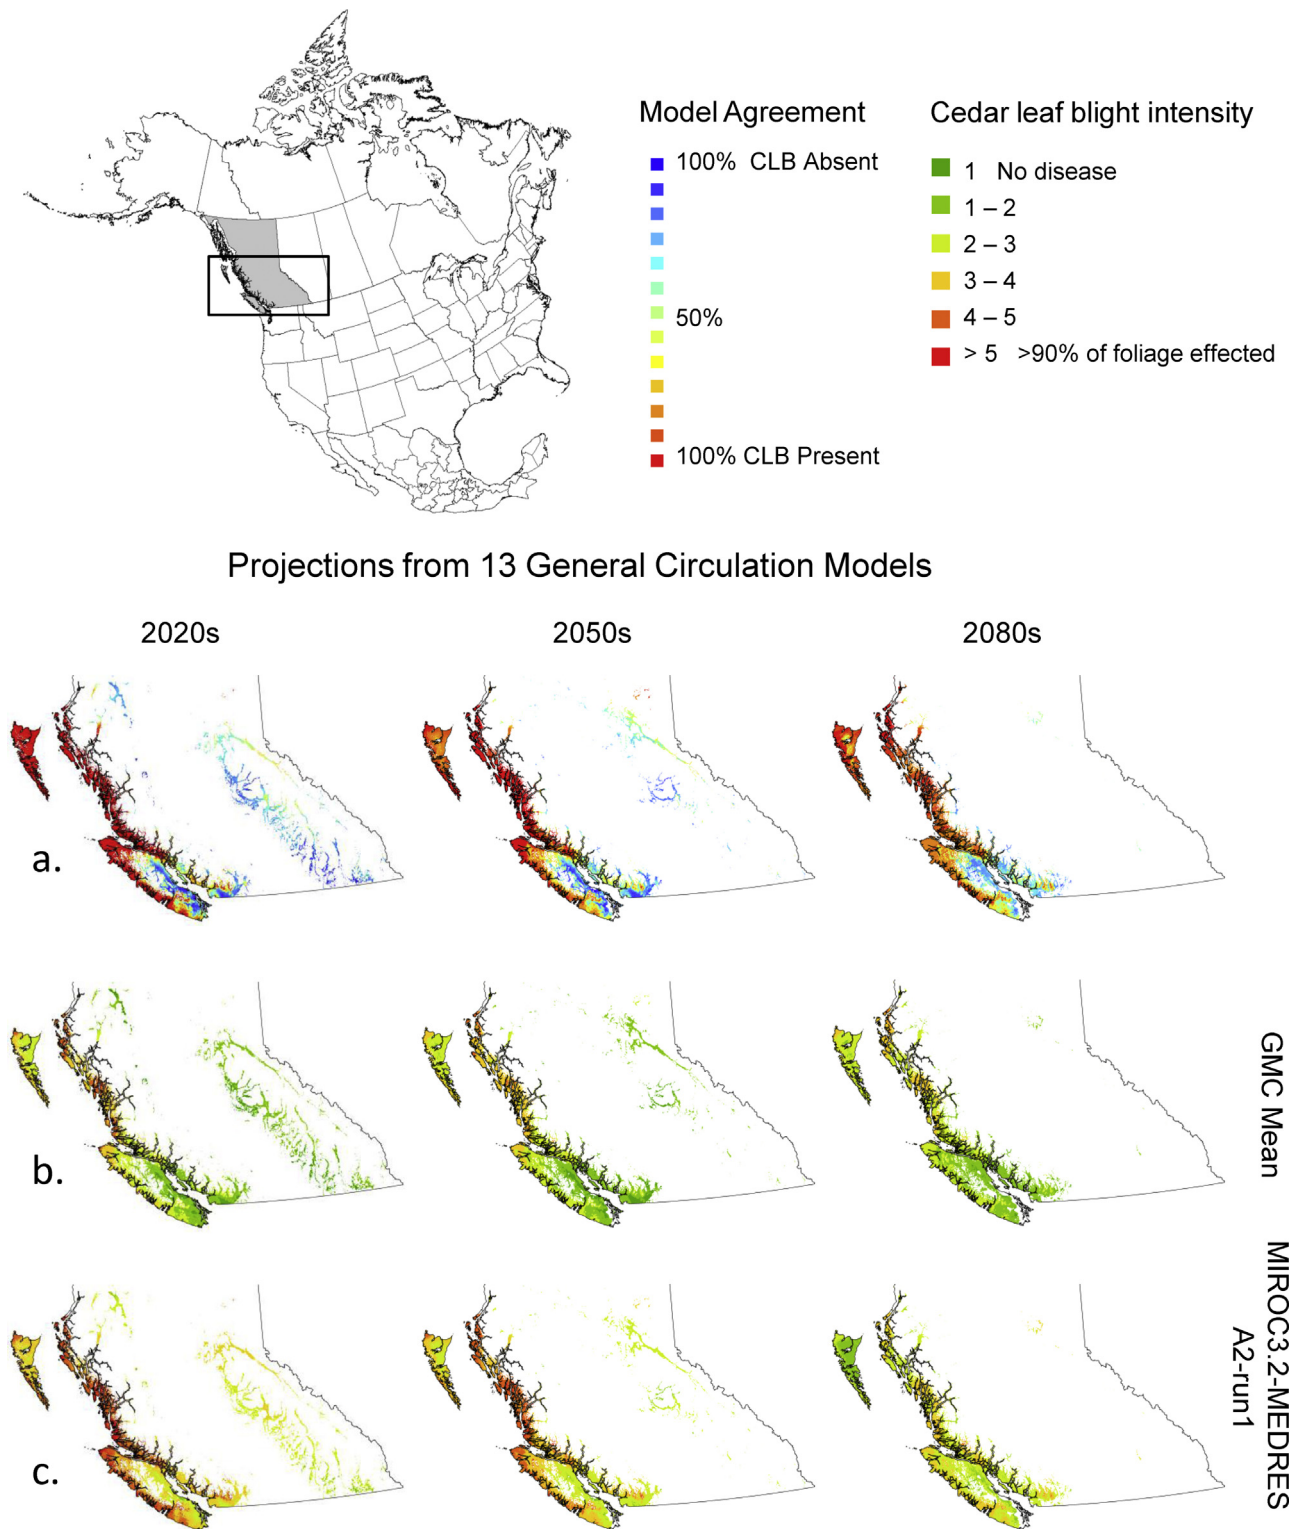 Model Agreement
100% CLB Absent
50%
100% CLB Present
Cedar leaf blight intensity
1 No disease
1 – 2
2 – 3
3 – 4
4 – 5
> 5 >90% of foliage effected
Projections from 13 General Circulation Models
2020s
2050s
2080s
a.
b.
GMC Mean
c.
MIROC3.2-MEDRES
A2-run1